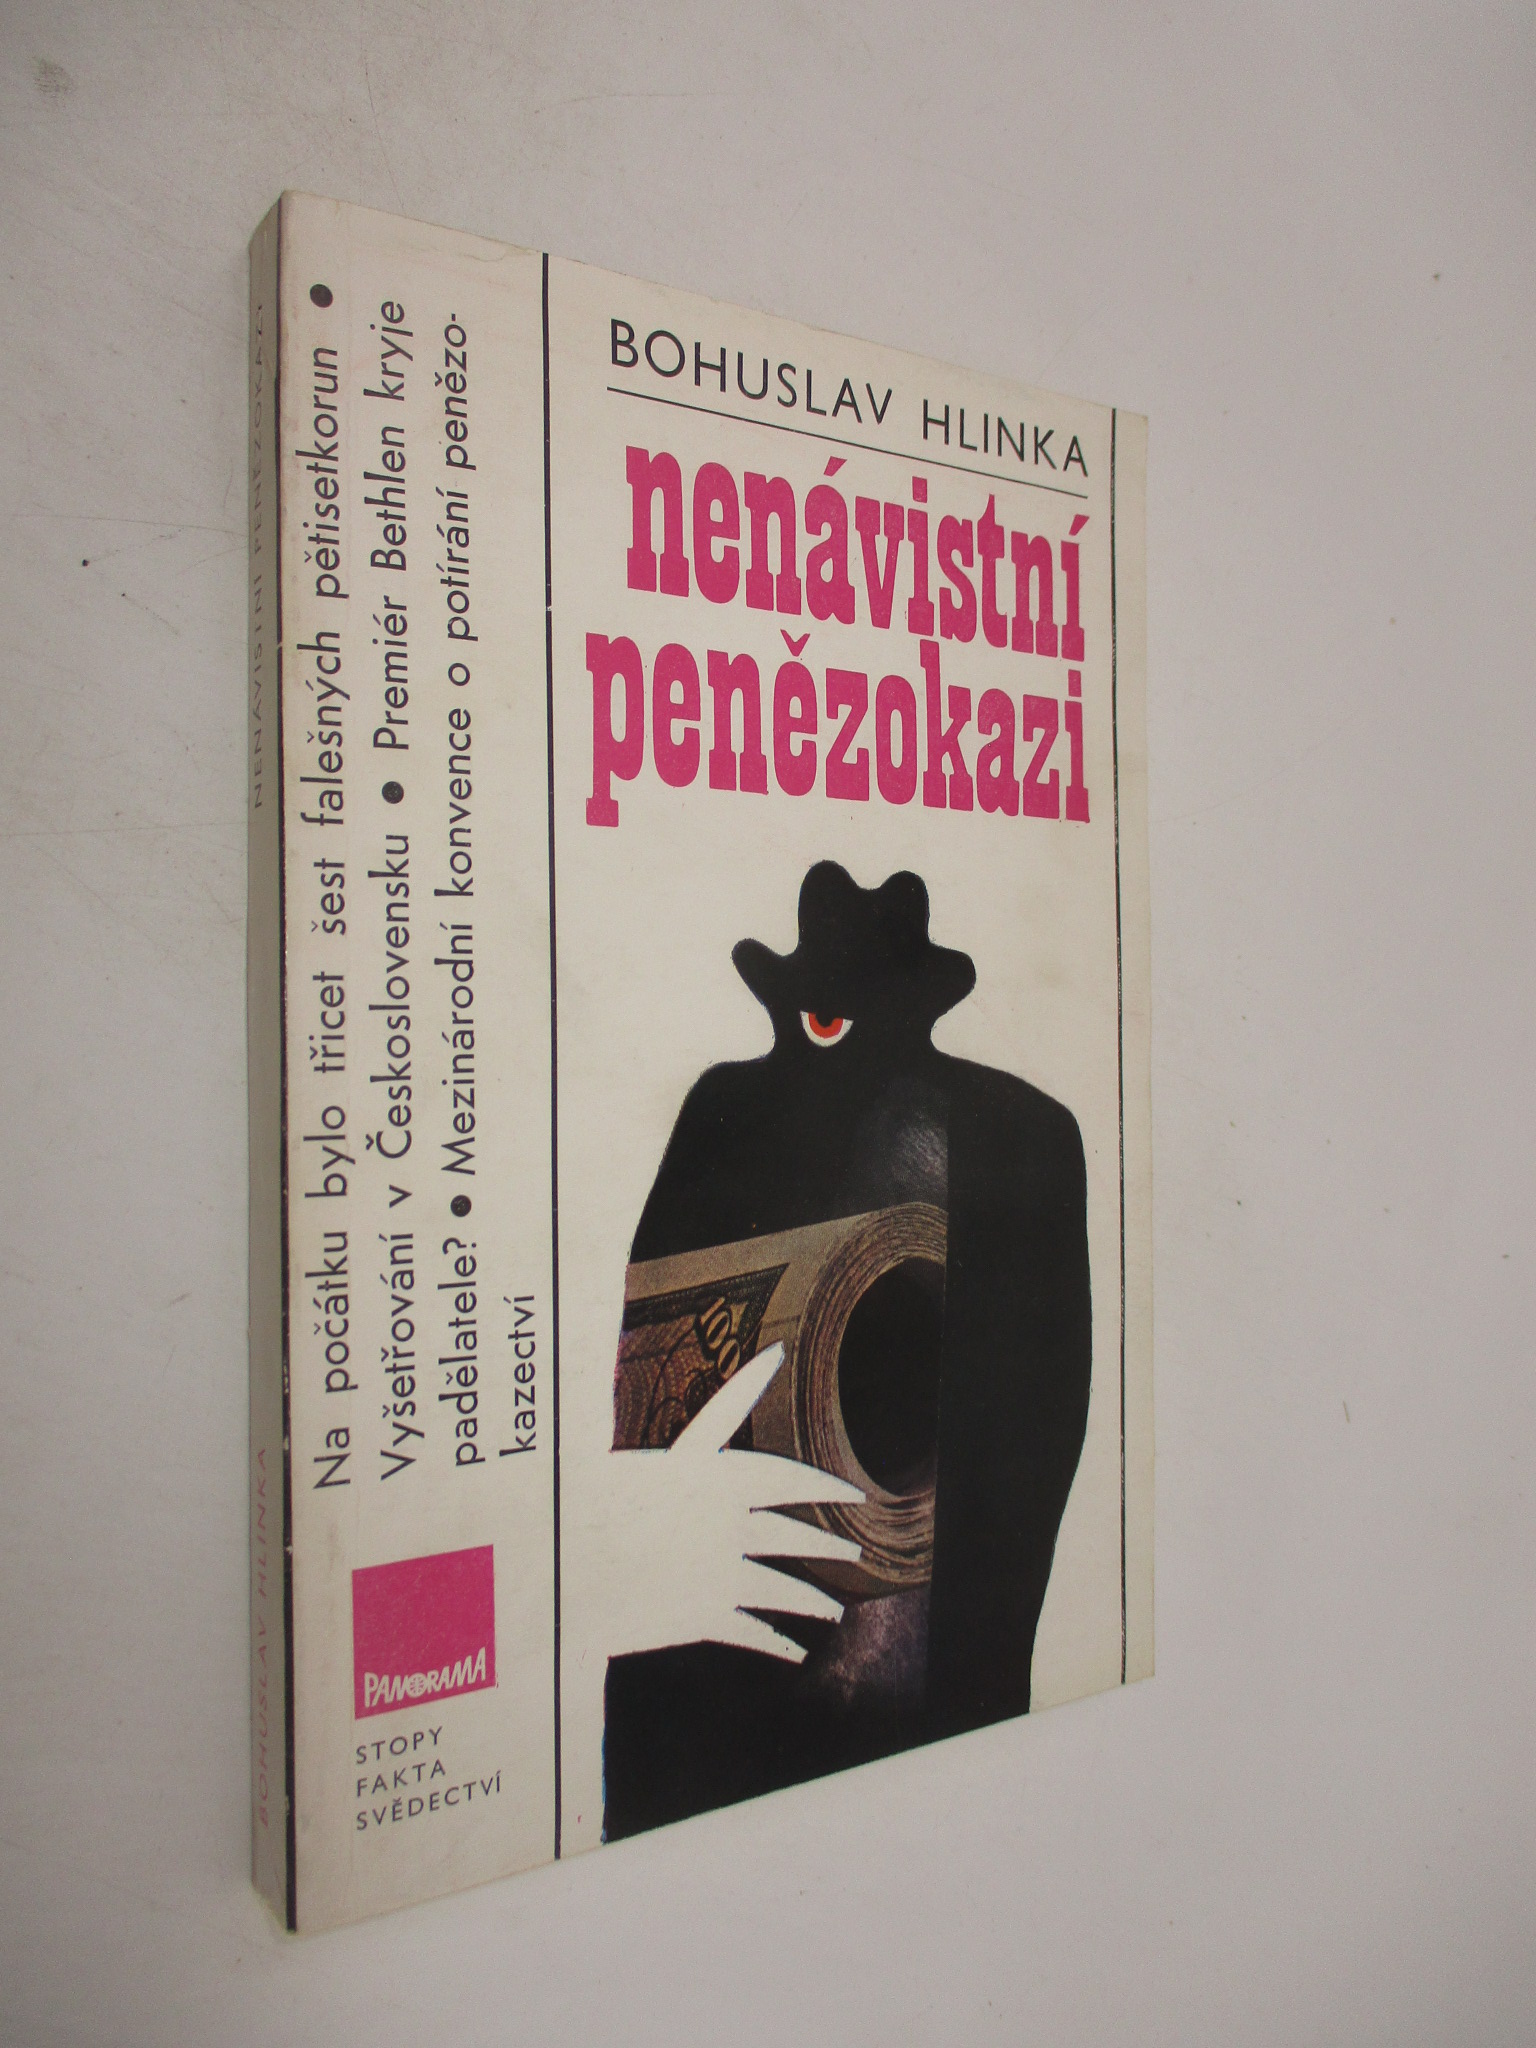 BOHUSLAV HLINKA
nenávistní
penězokazi
Na počátku bylo třicet šest falešných pětisetkorun ●
Vyšetřování v Československu ● Premiér Bethlen kryje
padělatele? ● Mezinárodní konvence o potírání penězo-
kazectví
PANORAMA
STOPY
FAKTA
SVĚDECTVÍ
BOHUSLAV HLINKA NENÁVISTNÍ PENĚZOKAZI
100